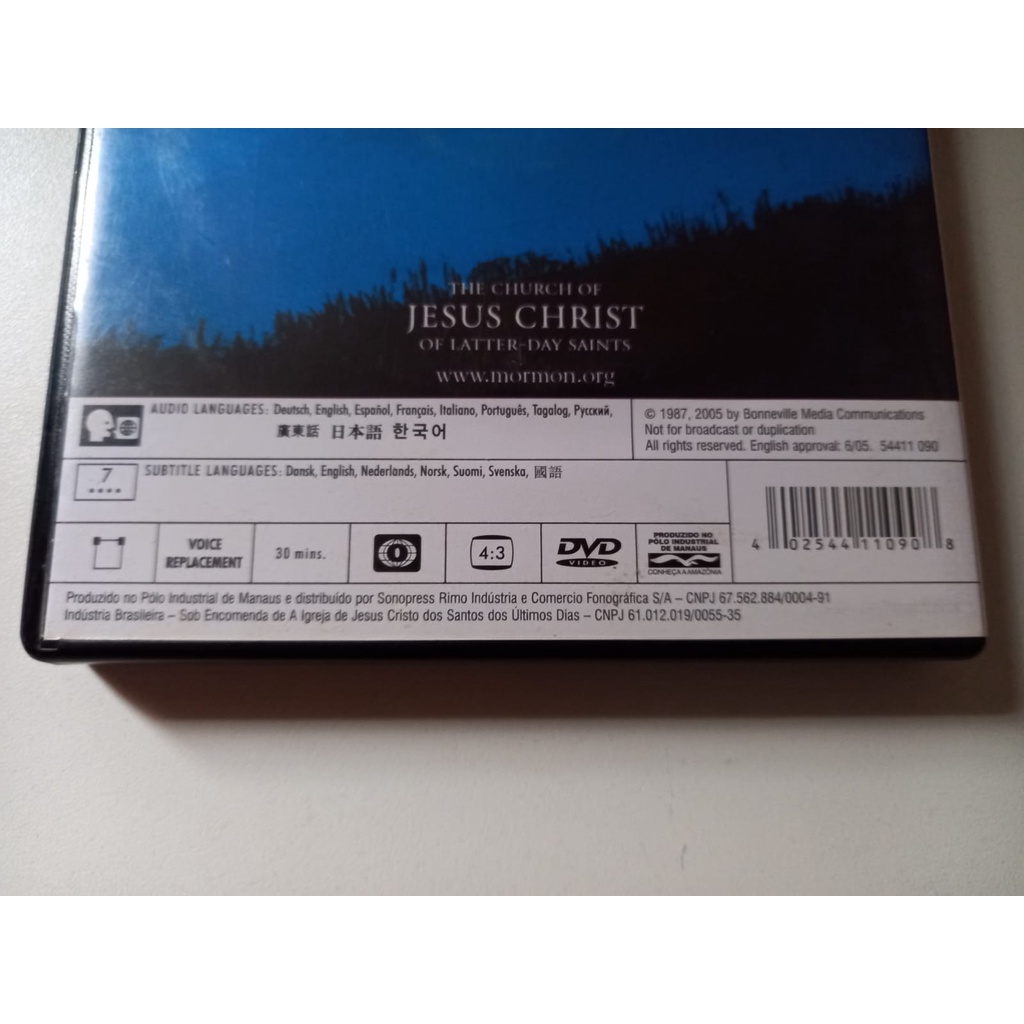 THE CHURCH OF
JESUS CHRIST
OF LATTER-DAY SAINTS
www.mormon.org
AUDIO LANGUAGES: Deutsch, English, Español, Français, Italiano, Português, Tagalog, Русский,
廣東話 日本語 한국어
© 1987, 2005 by Bonneville Media Communications
Not for broadcast or duplication
All rights reserved. English approval: 6/05. 54411 090
7
SUBTITLE LANGUAGES: Dansk, English, Nederlands, Norsk, Suomi, Svenska, 國語
VOICE
REPLACEMENT
30 mins.
0
4:3
DVD
VIDEO
PRODUZIDO NO
PÓLO INDUSTRIAL
DE MANAUS
CONHEÇA A AMAZÔNIA
4 02544 11090 8
Produzido no Pólo Industrial de Manaus e distribuído por Sonopress Rimo Indústria e Comercio Fonográfica S/A – CNPJ 67.562.884/0004-91
Indústria Brasileira – Sob Encomenda de A Igreja de Jesus Cristo dos Santos dos Últimos Dias – CNPJ 61.012.019/0055-35